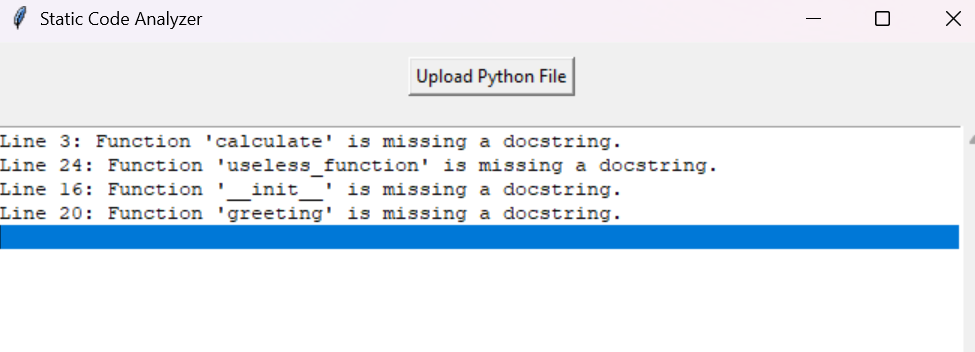 Static Code Analyzer
Upload Python File
Line 3: Function 'calculate' is missing a docstring.
Line 24: Function 'useless_function' is missing a docstring.
Line 16: Function '__init__' is missing a docstring.
Line 20: Function 'greeting' is missing a docstring.